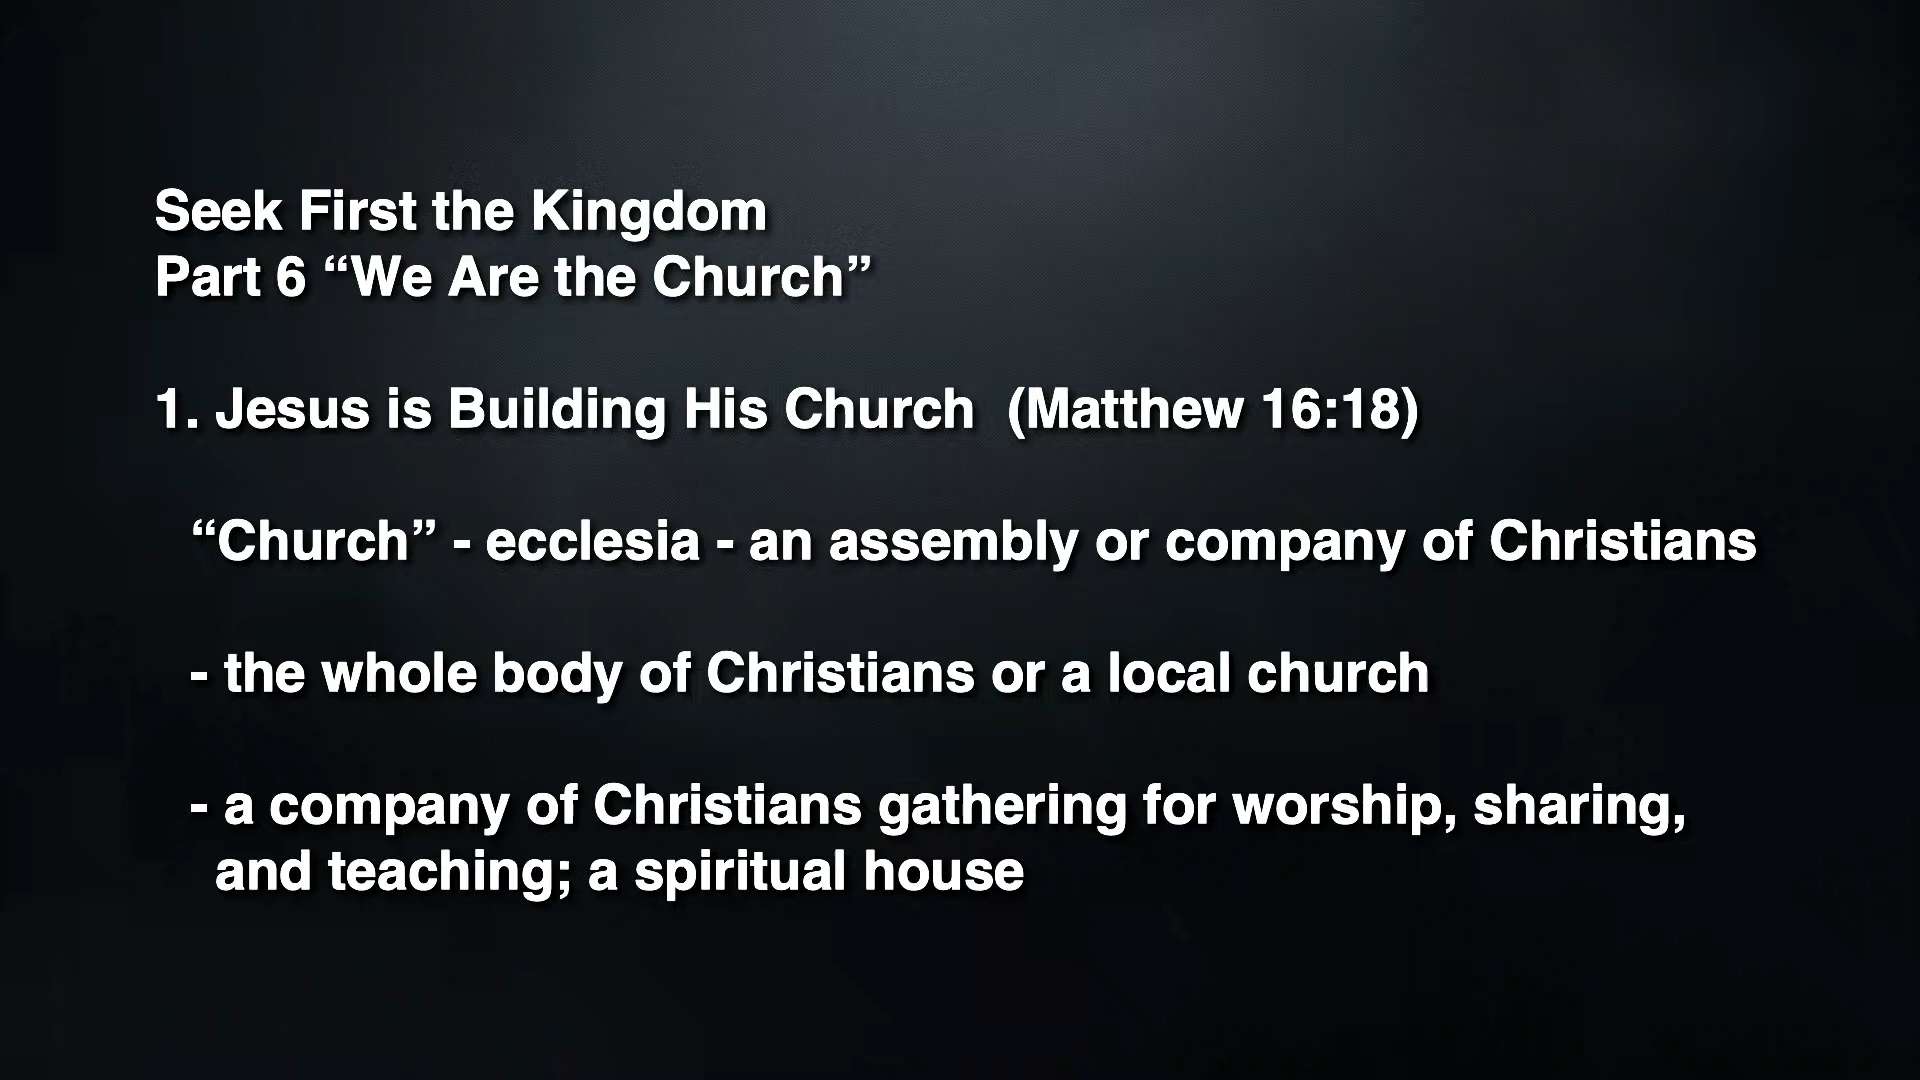 Seek First the Kingdom
Part 6 “We Are the Church”
1. Jesus is Building His Church  (Matthew 16:18)
“Church” - ecclesia - an assembly or company of Christians
- the whole body of Christians or a local church
- a company of Christians gathering for worship, sharing,
and teaching; a spiritual house